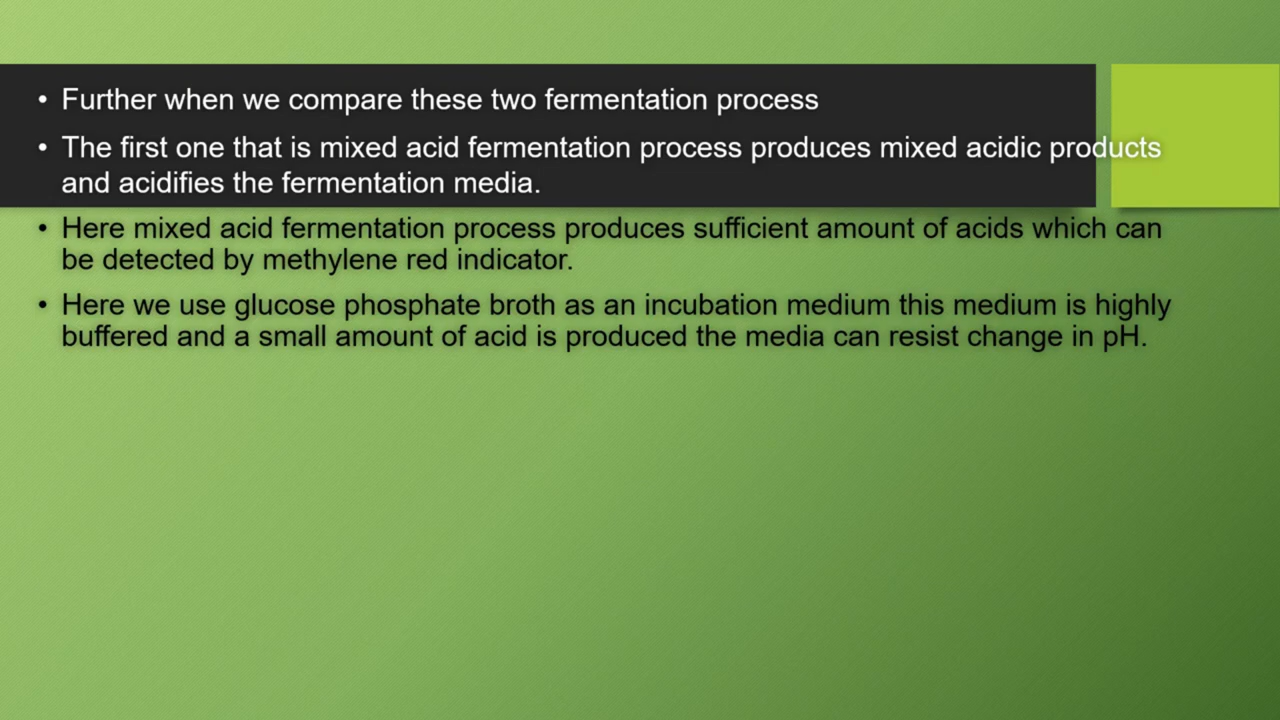 • Further when we compare these two fermentation process
• The first one that is mixed acid fermentation process produces mixed acidic products
and acidifies the fermentation media.
• Here mixed acid fermentation process produces sufficient amount of acids which can
be detected by methylene red indicator.
• Here we use glucose phosphate broth as an incubation medium this medium is highly
buffered and a small amount of acid is produced the media can resist change in pH.